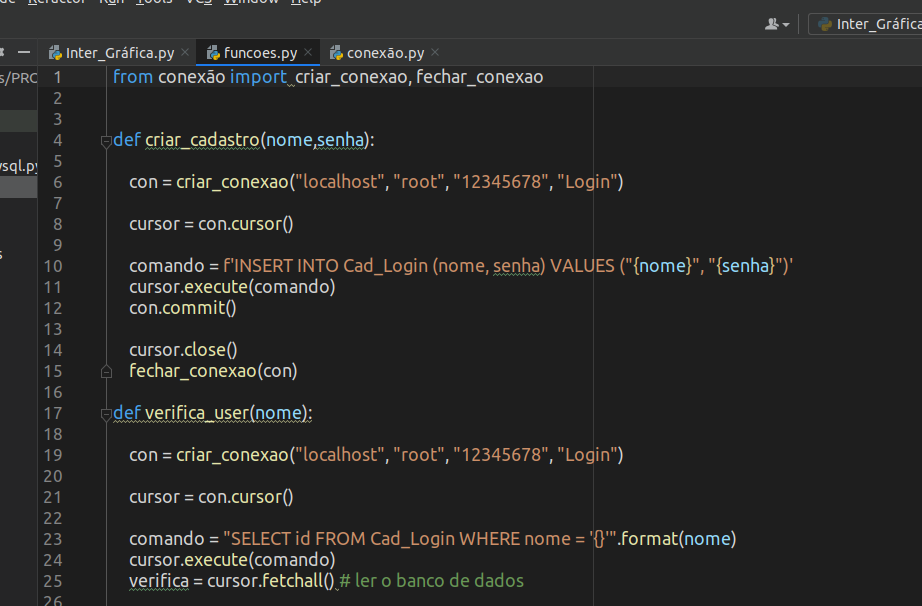 Refactor Run Tools VCS Window Help
Inter_Gráfica
Inter_Gráfica.py funcoes.py conexão.py
s/PRO
1 from conexão import criar_conexao, fechar_conexao
2
3
4 def criar_cadastro(nome,senha):
5
ysql.py
6 con = criar_conexao("localhost", "root", "12345678", "Login")
7
8 cursor = con.cursor()
9
s
10 comando = f'INSERT INTO Cad_Login (nome, senha) VALUES ("{nome}", "{senha}")'
11 cursor.execute(comando)
12 con.commit()
13
14 cursor.close()
15 fechar_conexao(con)
16
17 def verifica_user(nome):
18
19 con = criar_conexao("localhost", "root", "12345678", "Login")
20
21 cursor = con.cursor()
22
23 comando = "SELECT id FROM Cad_Login WHERE nome = '{}'".format(nome)
24 cursor.execute(comando)
25 verifica = cursor.fetchall() # ler o banco de dados
26